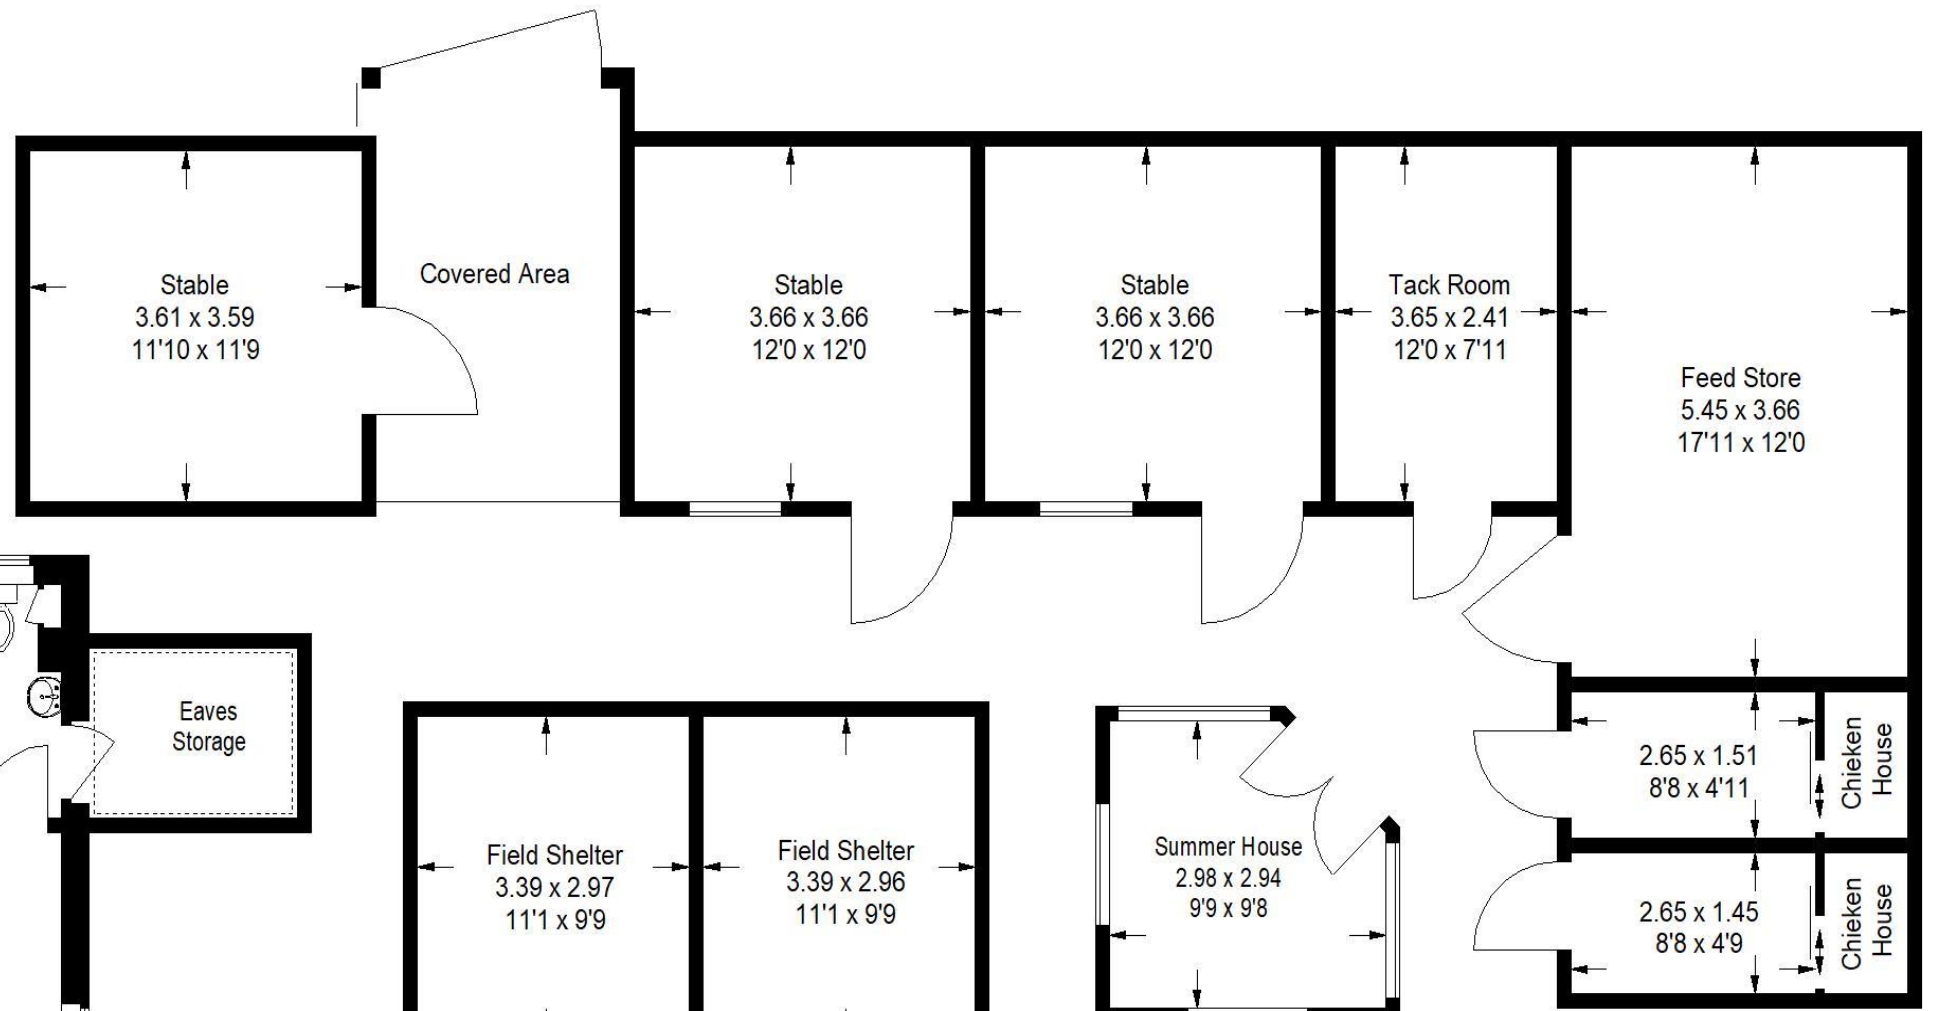 Stable
3.61 x 3.59
11'10 x 11'9
Covered Area
Stable
3.66 x 3.66
12'0 x 12'0
Stable
3.66 x 3.66
12'0 x 12'0
Tack Room
3.65 x 2.41
12'0 x 7'11
Feed Store
5.45 x 3.66
17'11 x 12'0
Eaves
Storage
Field Shelter
3.39 x 2.97
11'1 x 9'9
Field Shelter
3.39 x 2.96
11'1 x 9'9
Summer House
2.98 x 2.94
9'9 x 9'8
2.65 x 1.51
8'8 x 4'11
Chieken
House
2.65 x 1.45
8'8 x 4'9
Chieken
House